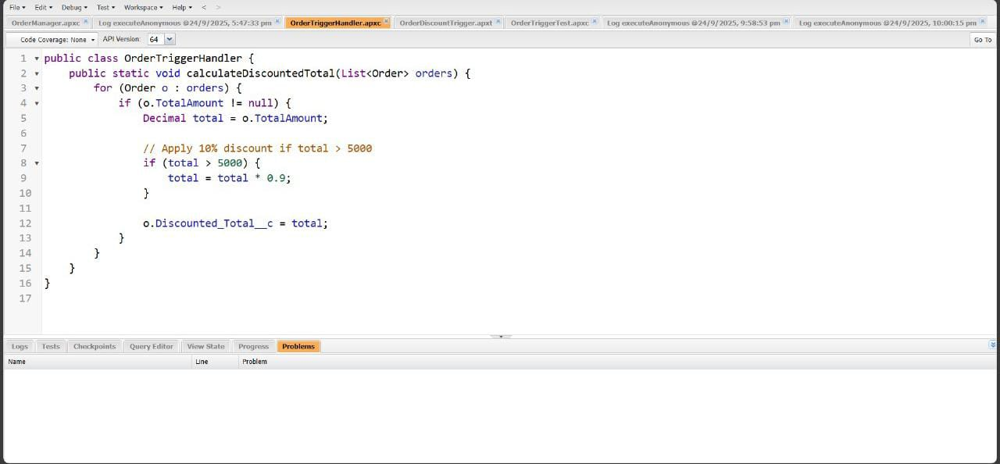 File Edit Debug Test Workspace Help < >
OrderManager.apxc Log executeAnonymous @24/9/2025, 5:47:33 pm OrderTriggerHandler.apxc OrderDiscountTrigger.apxt OrderTriggerTest.apxc Log executeAnonymous @24/9/2025, 9:58:53 pm Log executeAnonymous @24/9/2025, 10:00:15 pm
Code Coverage: None API Version: 64 Go To
1 public class OrderTriggerHandler {
2 public static void calculateDiscountedTotal(List<Order> orders) {
3 for (Order o : orders) {
4 if (o.TotalAmount != null) {
5 Decimal total = o.TotalAmount;
6
7 // Apply 10% discount if total > 5000
8 if (total > 5000) {
9 total = total * 0.9;
10 }
11
12 o.Discounted_Total__c = total;
13 }
14 }
15 }
16 }
17
Logs Tests Checkpoints Query Editor View State Progress Problems
Name Line Problem